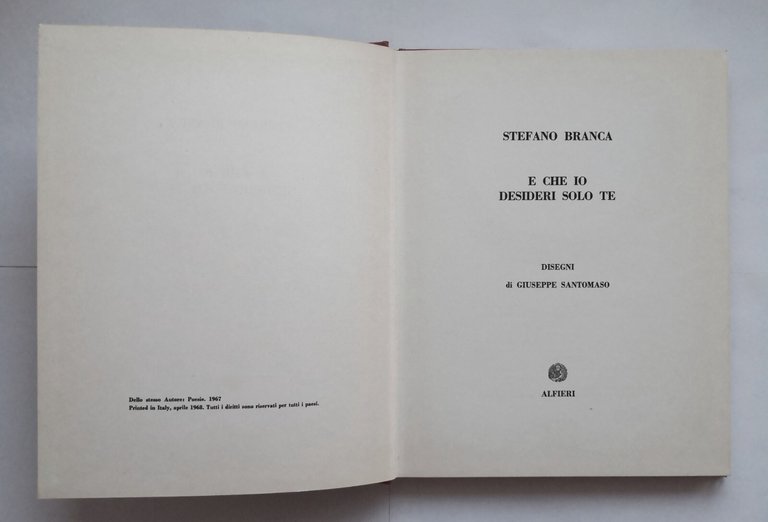 Dello stesso Autore: Poesie. 1967
Printed in Italy, aprile 1968. Tutti i diritti sono riservati per tutti i paesi.
STEFANO BRANCA
E CHE IO
DESIDERI SOLO TE
DISEGNI
di GIUSEPPE SANTOMASO
ALFIERI